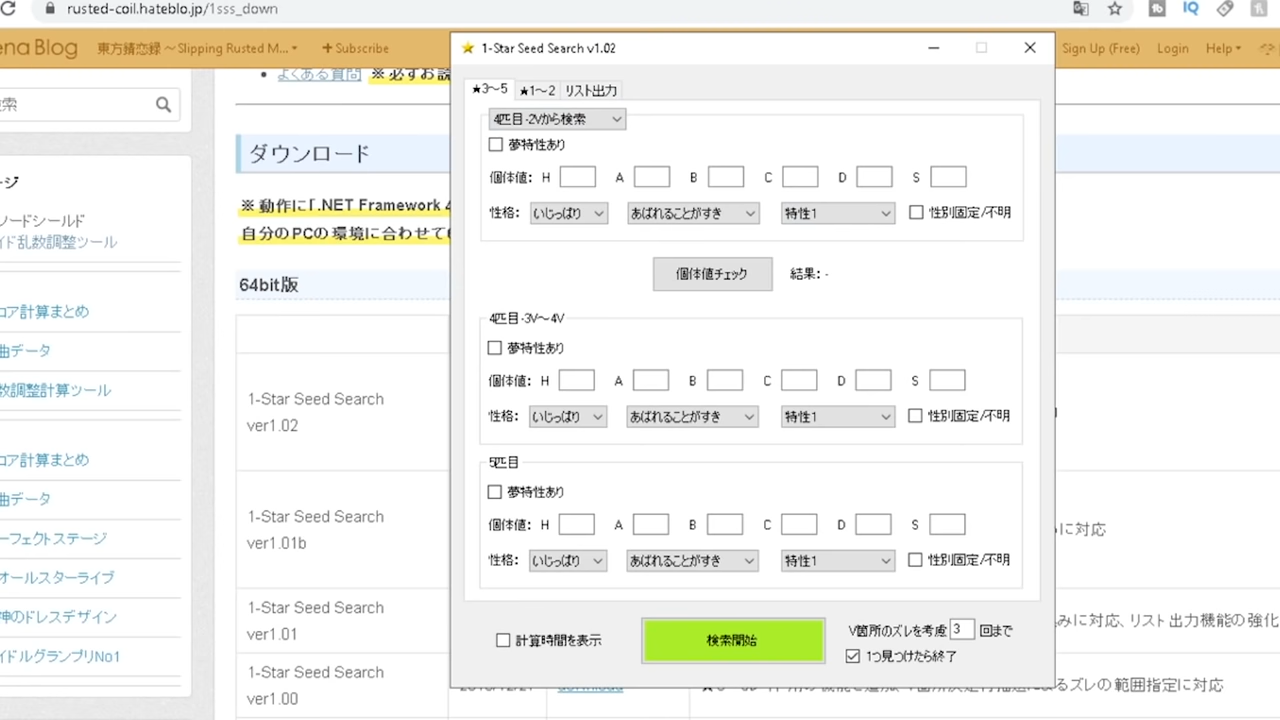 rusted-coil.hateblo.jp/1sss_down
ena Blog 東方鯖恋録 ～Slipping Rusted M... + Subscribe
Sign Up (Free) Login Help
よくある質問 ※必ずお読
検索
ダウンロード
※動作に「.NET Framework 4
自分のPCの環境に合わせて6
64bit版
1-Star Seed Search
ver1.02
1-Star Seed Search
ver1.01b
1-Star Seed Search
ver1.01
1-Star Seed Search
ver1.00
ージ
ソードシールド
イド乱数調整ツール
コア計算まとめ
曲データ
数調整計算ツール
コア計算まとめ
曲データ
ーフェクトステージ
オールスターライブ
神のドレスデザイン
イドルグランプリNo1
1-Star Seed Search v1.02
★3～5 ★1～2 リスト出力
4匹目-2Vから検索
夢特性あり
個体値: H A B C D S
性格: いじっぱり あばれることがすき 特性1 性別固定/不明
個体値チェック 結果: -
4匹目-3V～4V
夢特性あり
個体値: H A B C D S
性格: いじっぱり あばれることがすき 特性1 性別固定/不明
5匹目
夢特性あり
個体値: H A B C D S
性格: いじっぱり あばれることがすき 特性1 性別固定/不明
計算時間を表示 検索開始 V箇所のズレを考慮 3 回まで
1つ見つけたら終了
に対応
みに対応、リスト出力機能の強化
ズレの範囲指定に対応